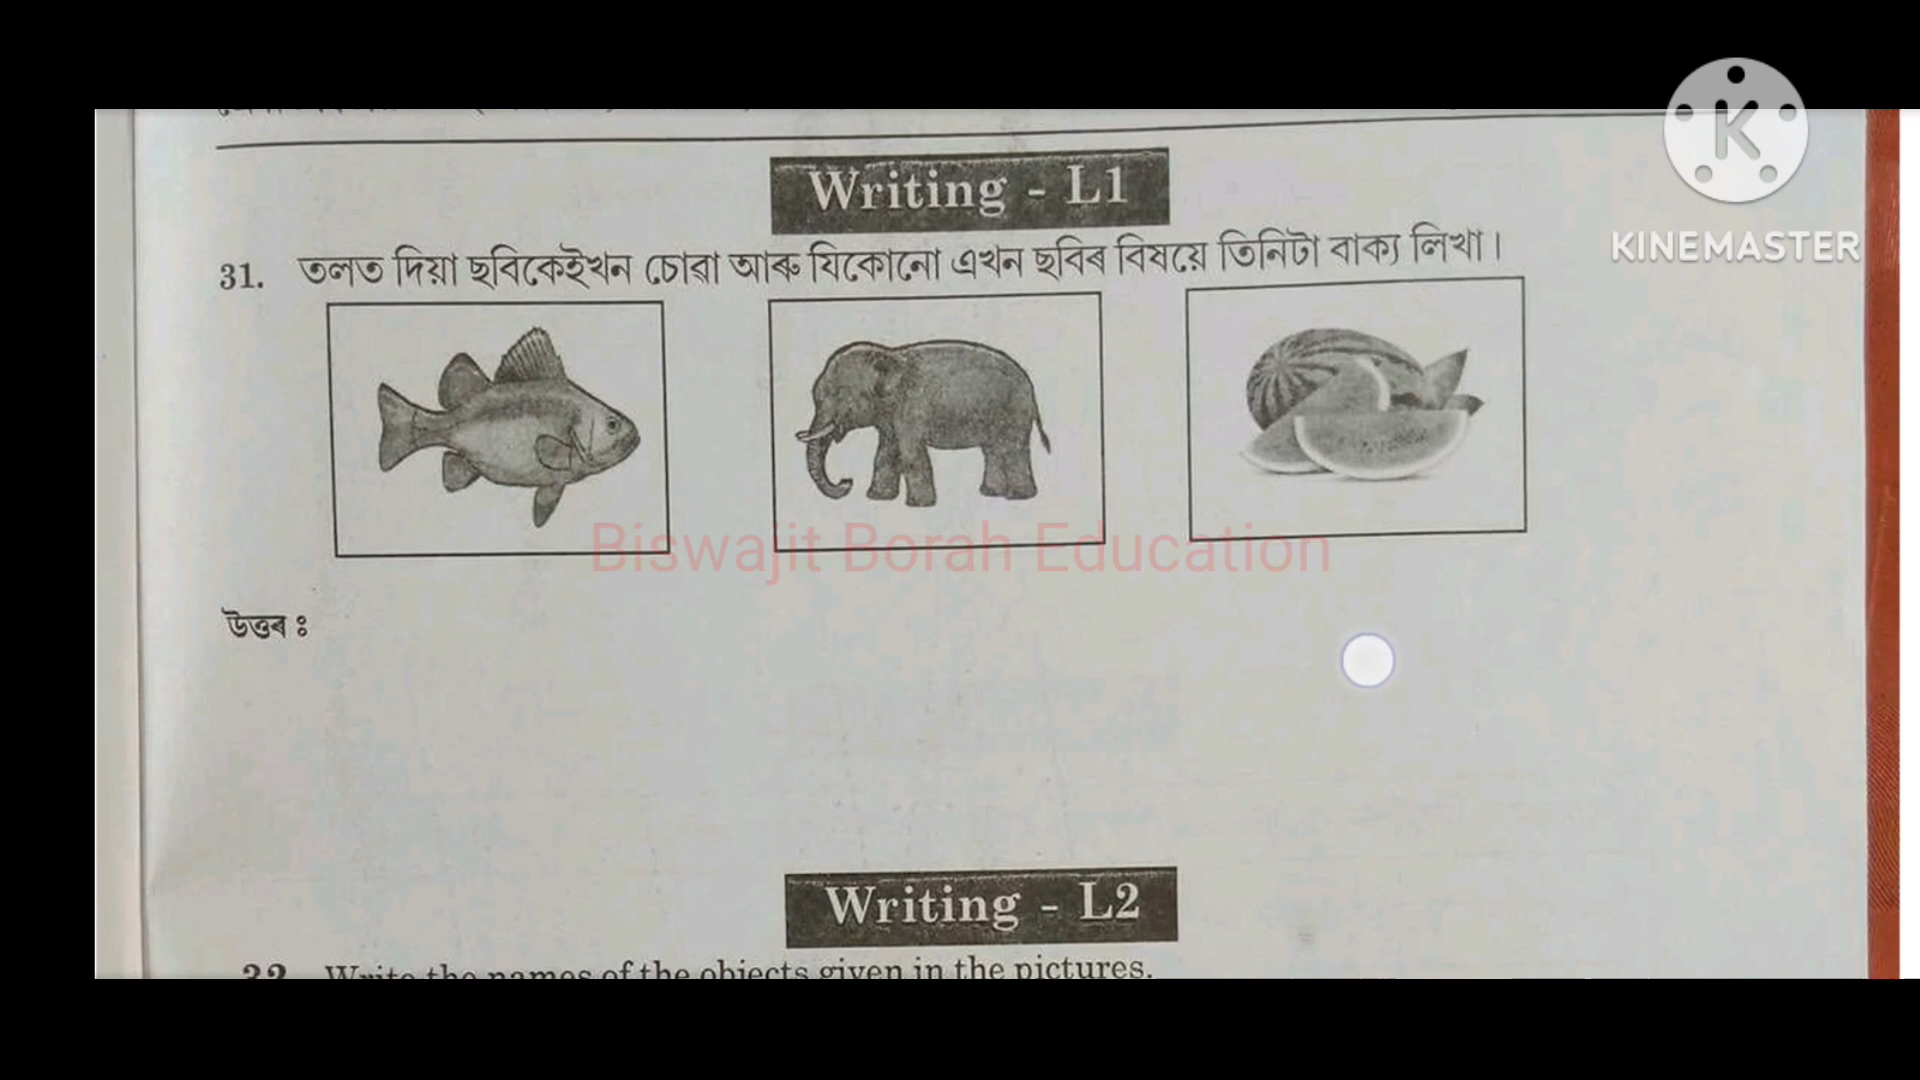 Writing - L1
K
KINEMASTER
31. তলত দিয়া ছবিকেইখন চোৱা আৰু যিকোনো এখন ছবিৰ বিষয়ে তিনিটা বাক্য লিখা।
Biswajit Borah Education
উত্তৰ ঃ
Writing - L2
32. Write the names of the objects given in the pictures.